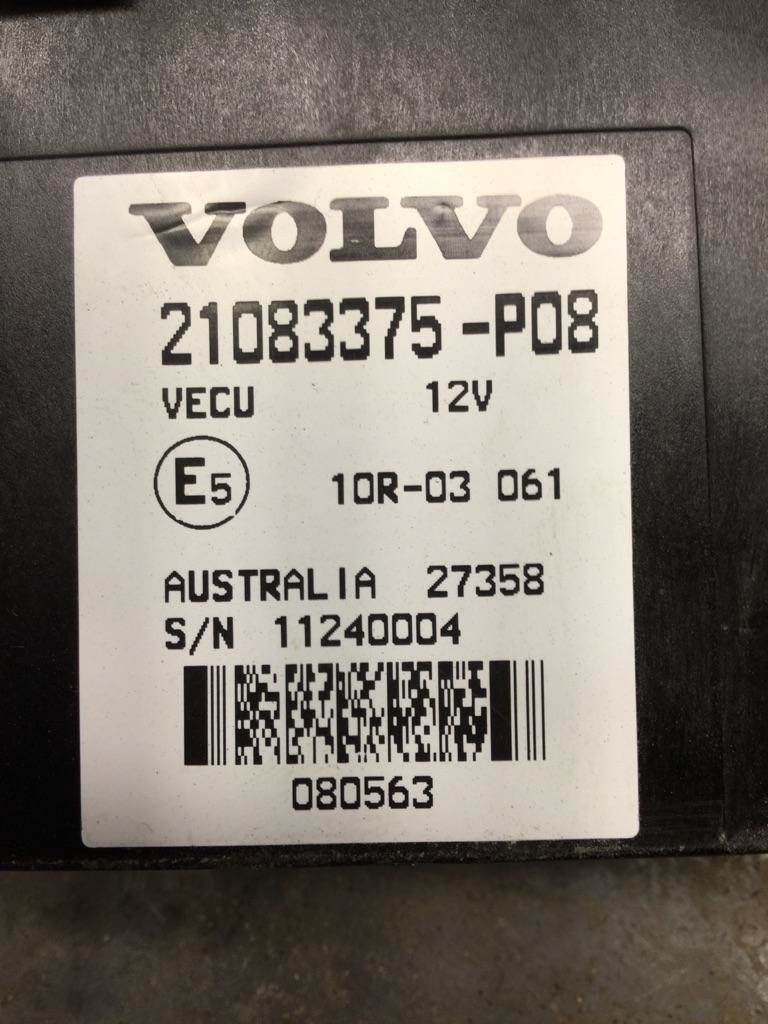 VOLVO
21083375-P08
VECU 12V
E5 10R-03 061
AUSTRALIA 27358
S/N 11240004
080563